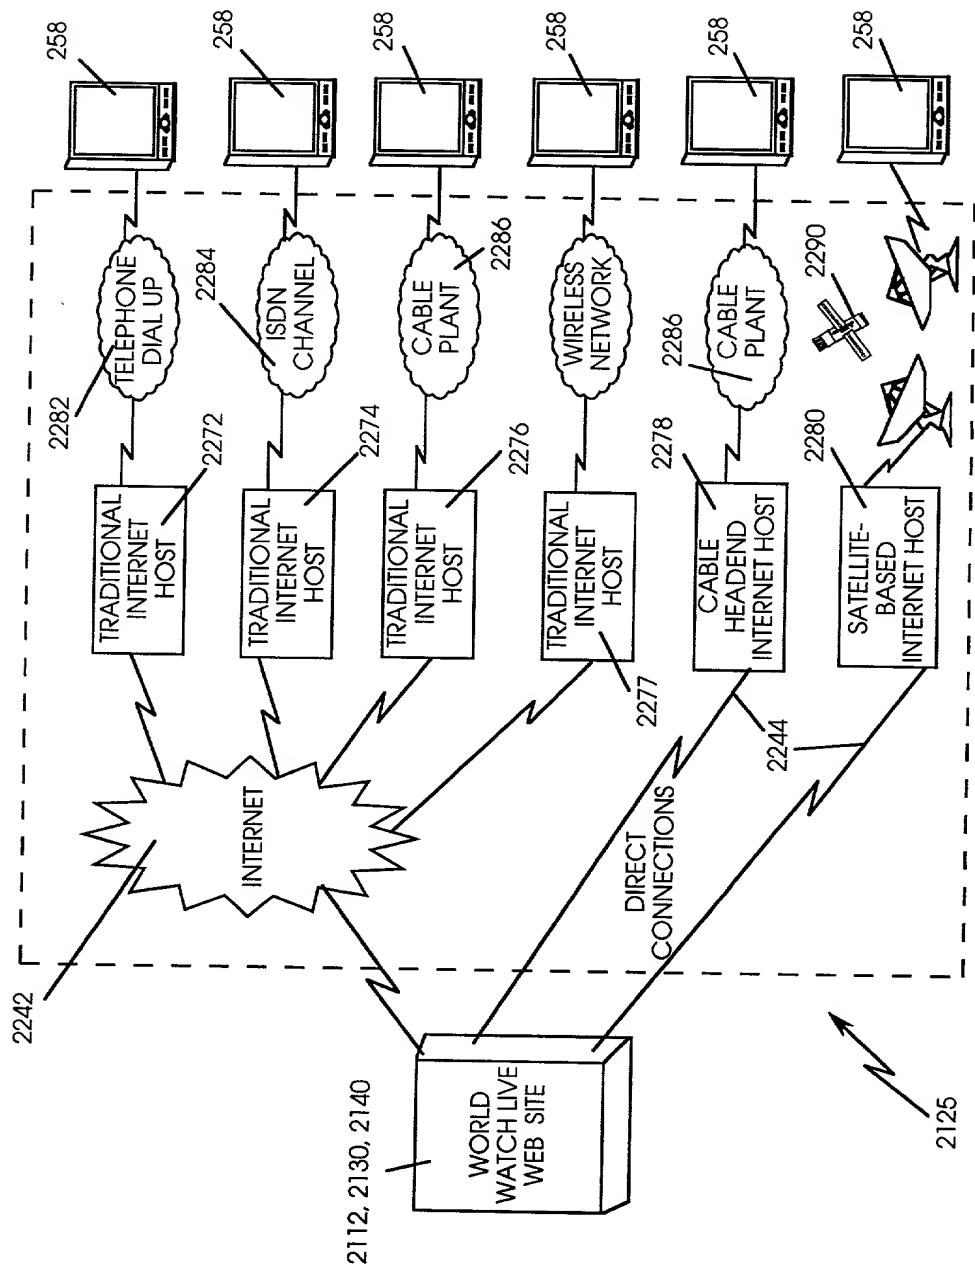 258
258
258
258
258
258
2282
TELEPHONE
DIAL UP
2284
ISDN
CHANNEL
CABLE
PLANT
2286
WIRELESS
NETWORK
2286
CABLE
PLANT
2290
TRADITIONAL
INTERNET
HOST
2272
TRADITIONAL
INTERNET
HOST
2274
TRADITIONAL
INTERNET
HOST
2276
TRADITIONAL
INTERNET
HOST
2277
CABLE
HEADEND
INTERNET HOST
2278
SATELLITE-
BASED
INTERNET HOST
2280
2242
INTERNET
DIRECT
CONNECTIONS
2244
2112, 2130, 2140
WORLD
WATCH LIVE
WEB SITE
2125